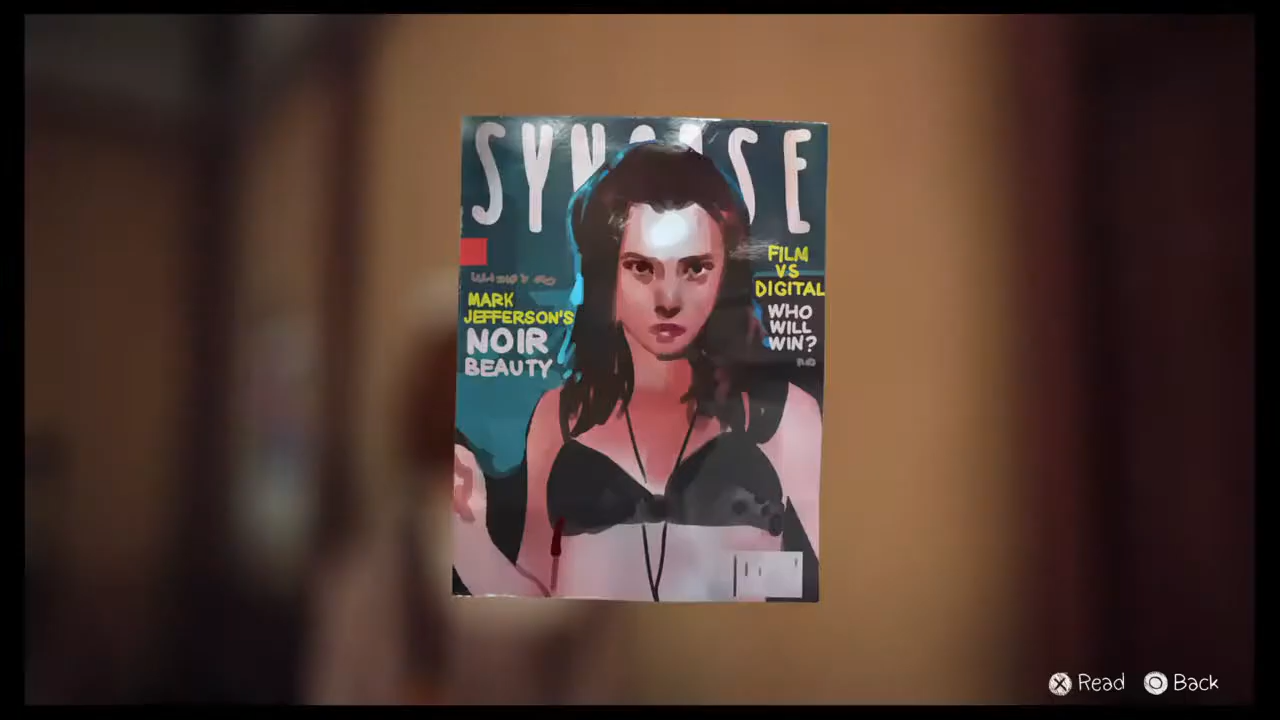 MARK
JEFFERSON'S
NOIR
BEAUTY
FILM
VS
DIGITAL
WHO
WILL
WIN?
Read
Back